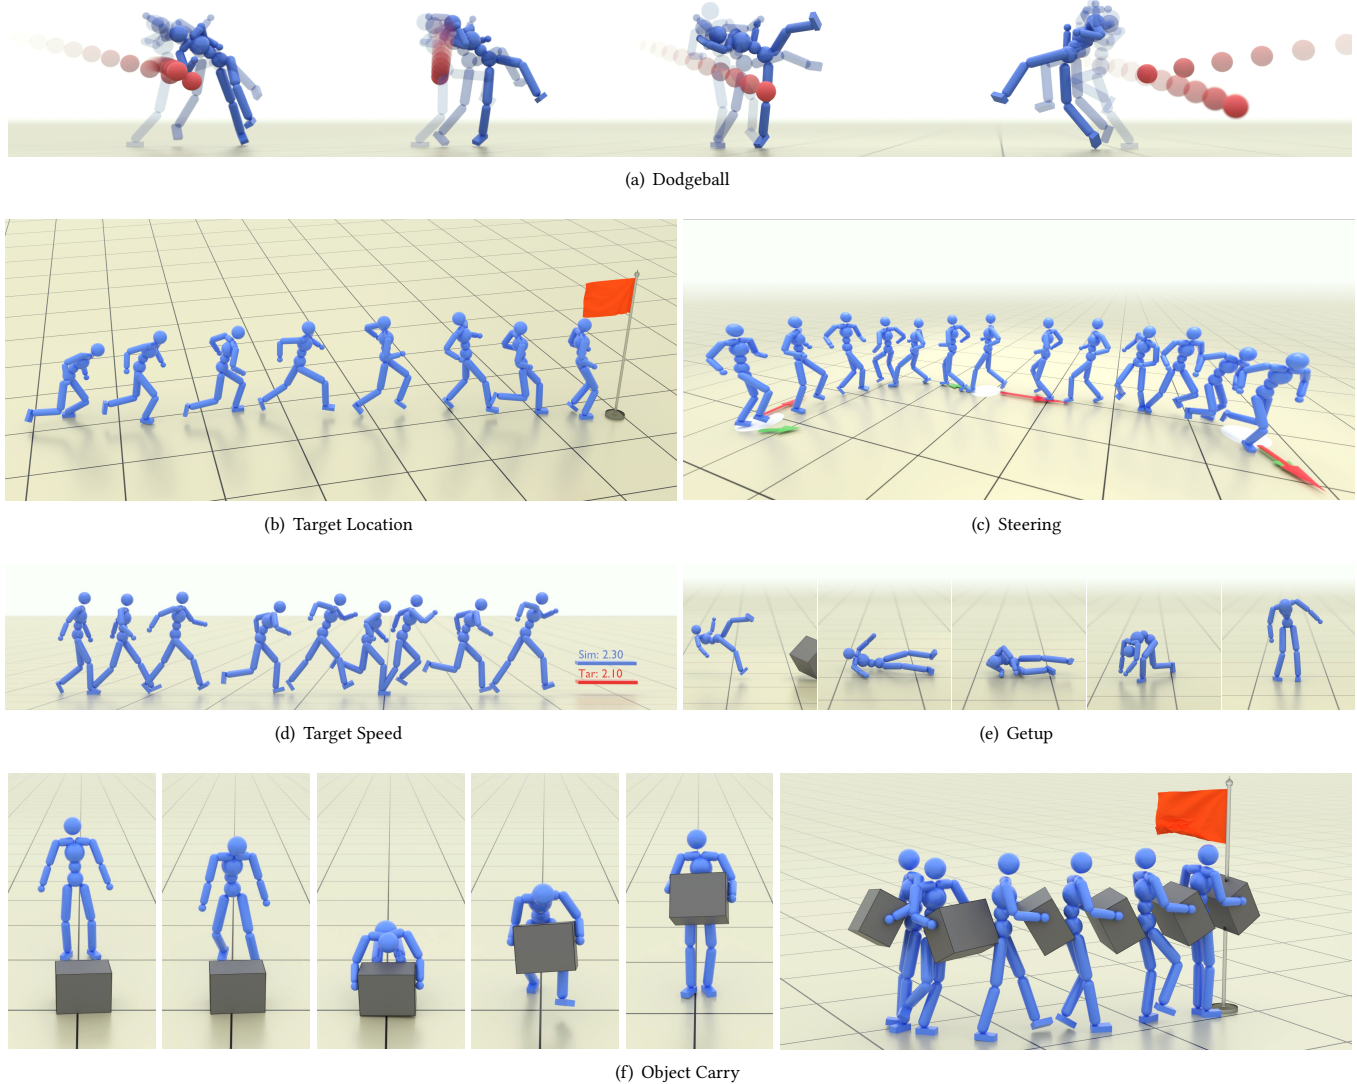 (a) Dodgeball
(b) Target Location
(c) Steering
Sim: 2.30
Tar: 2.10
(d) Target Speed
(e) Getup
(f) Object Carry